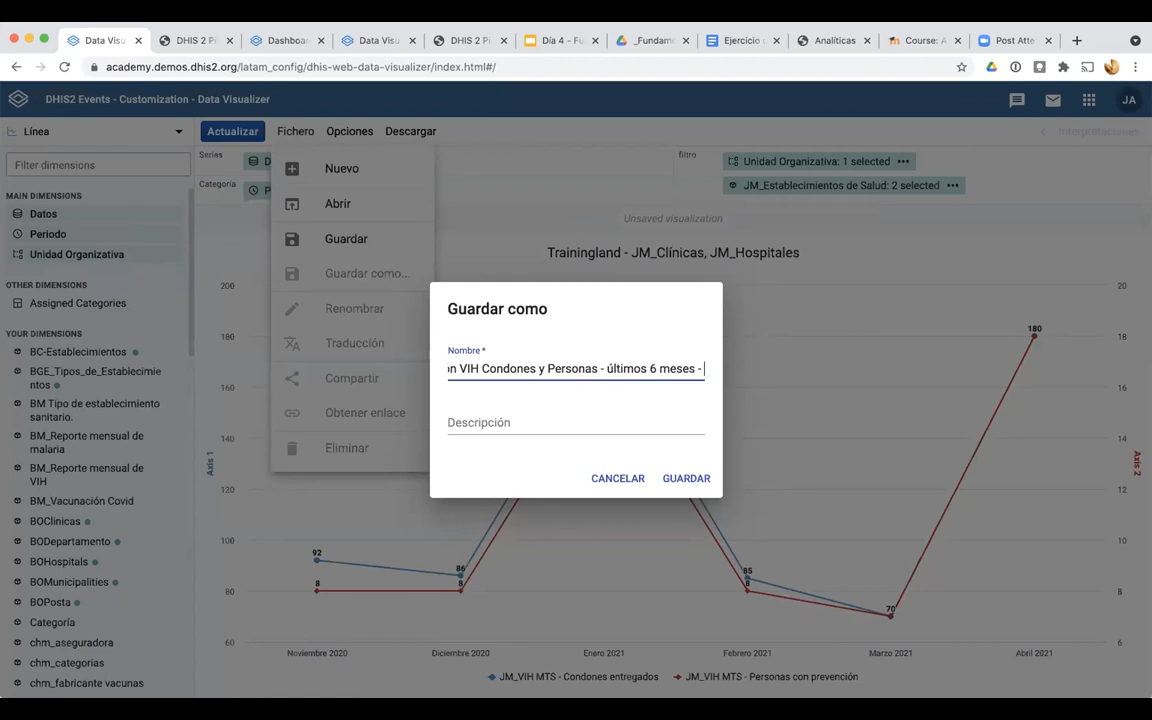 Data Visu
DHIS 2 Pi
Dashboar
Data Visu
DHIS 2 Pi
Día 4 - Fu
_Fundam
Ejercicio d
Analíticas
Course: A
Post Atte
academy.demos.dhis2.org/latam_config/dhis-web-data-visualizer/index.html#/
DHIS2 Events - Customization - Data Visualizer
JA
Línea
Actualizar
Fichero
Opciones
Descargar
Interpretaciones
Filter dimensions
Series
D
filtro
Unidad Organizativa: 1 selected
Categoría
P
JM_Establecimientos de Salud: 2 selected
MAIN DIMENSIONS
Datos
Periodo
Unidad Organizativa
OTHER DIMENSIONS
Assigned Categories
YOUR DIMENSIONS
BC-Establecimientos
BGE_Tipos_de_Establecimie
ntos
BM Tipo de establecimiento
sanitario.
BM_Reporte mensual de
malaria
BM_Reporte mensual de
VIH
BM_Vacunación Covid
BOClinicas
BODepartamento
BOHospitals
BOMunicipalities
BOPosta
Categoría
chm_aseguradora
chm_categorias
chm_fabricante vacunas
Nuevo
Abrir
Guardar
Guardar como...
Renombrar
Traducción
Compartir
Obtener enlace
Eliminar
Unsaved visualization
Trainingland - JM_Clínicas, JM_Hospitales
Guardar como
Nombre *
ón VIH Condones y Personas - últimos 6 meses -
Descripción
CANCELAR
GUARDAR
200
180
160
140
120
100
80
60
Axis 1
20
18
16
14
12
10
8
6
Axis 2
92
8
86
8
85
8
70
180
Noviembre 2020
Diciembre 2020
Enero 2021
Febrero 2021
Marzo 2021
Abril 2021
JM_VIH MTS - Condones entregados
JM_VIH MTS - Personas con prevención